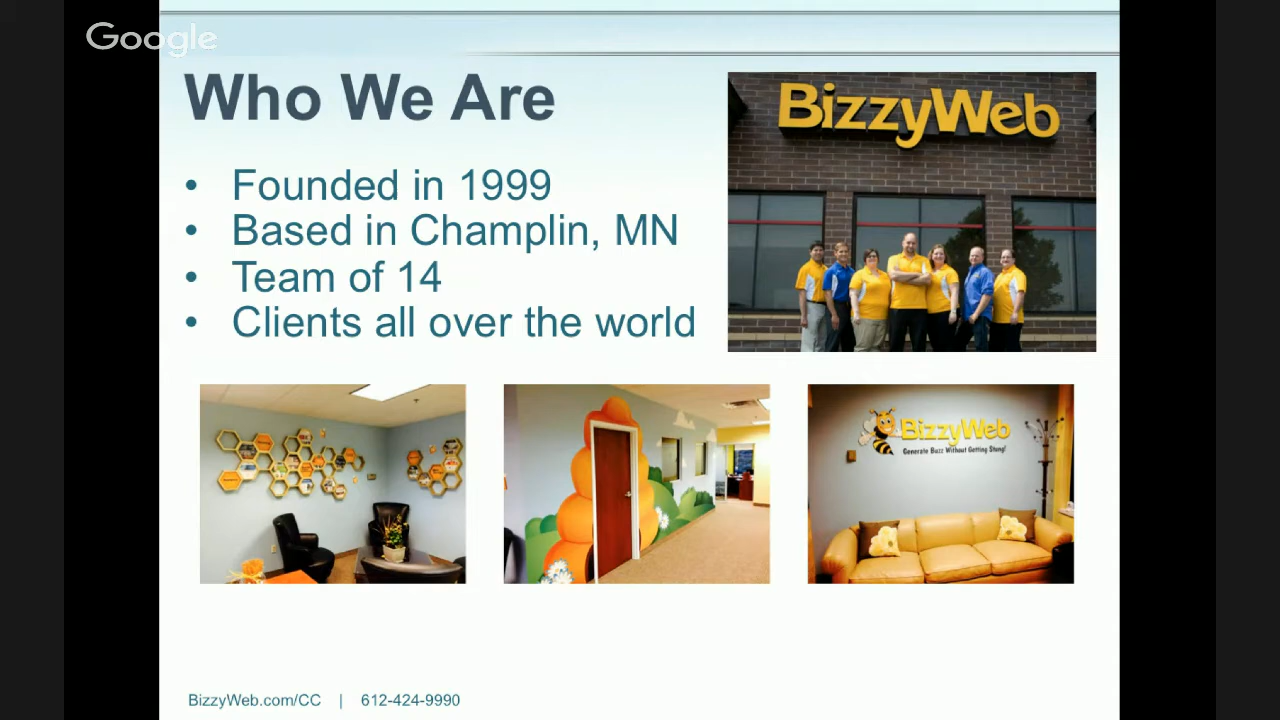 Google
Who We Are
• Founded in 1999
• Based in Champlin, MN
• Team of 14
• Clients all over the world
BizzyWeb
BizzyWeb
Generate Buzz Without Getting Stung!
BizzyWeb.com/CC | 612-424-9990